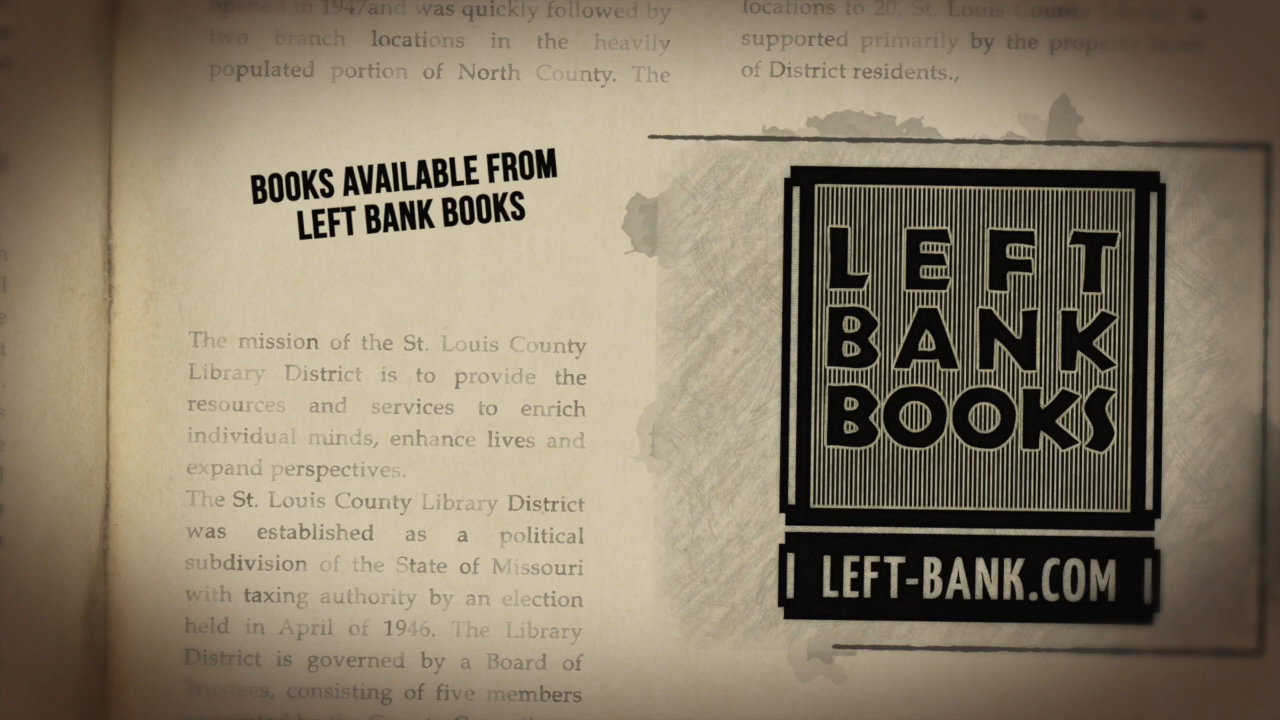 opened in 1947and was quickly followed by
two branch locations in the heavily
populated portion of North County. The
locations to 20. St. Louis County
supported primarily by the property
of District residents.,
BOOKS AVAILABLE FROM
LEFT BANK BOOKS
The mission of the St. Louis County
Library District is to provide the
resources and services to enrich
individual minds, enhance lives and
expand perspectives.
The St. Louis County Library District
was established as a political
subdivision of the State of Missouri
with taxing authority by an election
held in April of 1946. The Library
District is governed by a Board of
Trustees, consisting of five members
LEFT
BANK
BOOKS
LEFT-BANK.COM